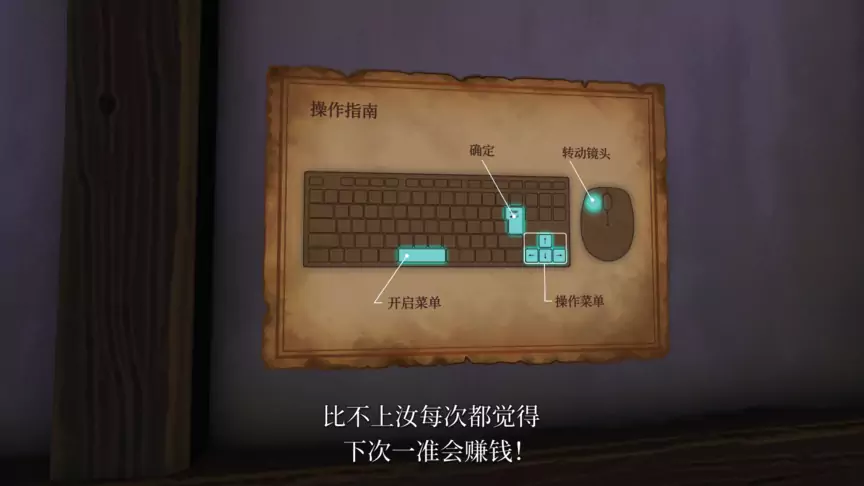 操作指南
确定
转动镜头
↑
← ↓ →
开启菜单
操作菜单
比不上汝每次都觉得
下次一准会赚钱！